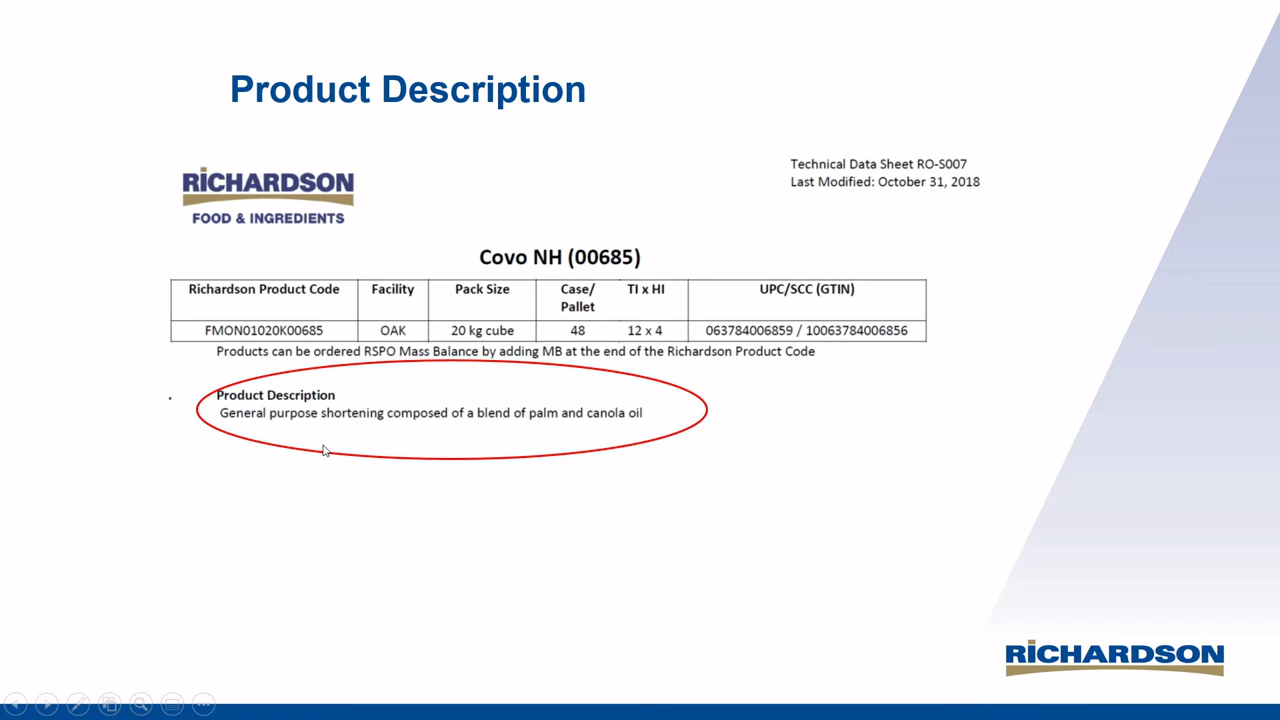 Product Description
RICHARDSON
FOOD & INGREDIENTS
Technical Data Sheet RO-S007
Last Modified: October 31, 2018
Covo NH (00685)
Richardson Product Code Facility Pack Size Case/ Pallet TI x HI UPC/SCC (GTIN)
FMON01020K00685 OAK 20 kg cube 48 12 x 4 063784006859 / 10063784006856
Products can be ordered RSPO Mass Balance by adding MB at the end of the Richardson Product Code
Product Description
General purpose shortening composed of a blend of palm and canola oil
RICHARDSON